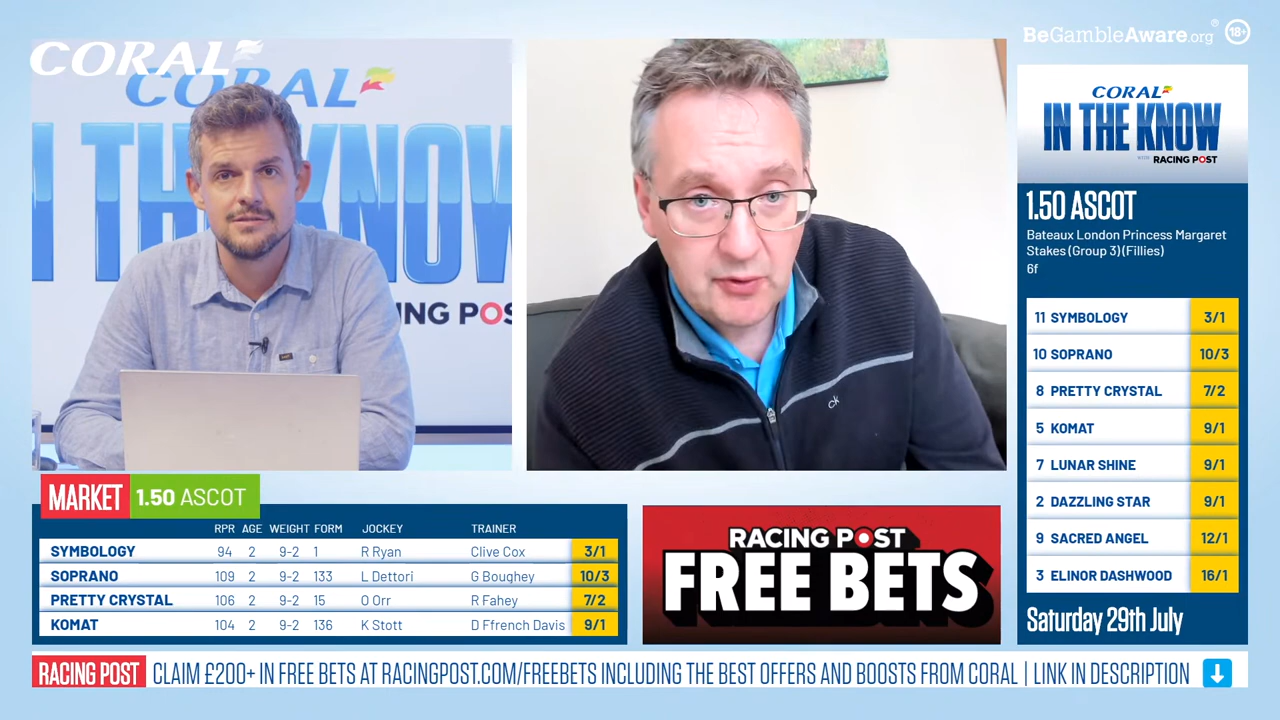 CORAL
BeGambleAware.org® 18+
CORAL
IN THE KNOW
ING POS
ck
CORAL
IN THE KNOW
WITH RACING POST
1.50 ASCOT
Bateaux London Princess Margaret
Stakes (Group 3) (Fillies)
6f
11 SYMBOLOGY 3/1
10 SOPRANO 10/3
8 PRETTY CRYSTAL 7/2
5 KOMAT 9/1
7 LUNAR SHINE 9/1
2 DAZZLING STAR 9/1
9 SACRED ANGEL 12/1
3 ELINOR DASHWOOD 16/1
Saturday 29th July
MARKET 1.50 ASCOT
RPR AGE WEIGHT FORM JOCKEY TRAINER
SYMBOLOGY 94 2 9-2 1 R Ryan Clive Cox 3/1
SOPRANO 109 2 9-2 133 L Dettori G Boughey 10/3
PRETTY CRYSTAL 106 2 9-2 15 O Orr R Fahey 7/2
KOMAT 104 2 9-2 136 K Stott D Ffrench Davis 9/1
RACING POST
FREE BETS
RACING POST CLAIM £200+ IN FREE BETS AT RACINGPOST.COM/FREEBETS INCLUDING THE BEST OFFERS AND BOOSTS FROM CORAL | LINK IN DESCRIPTION